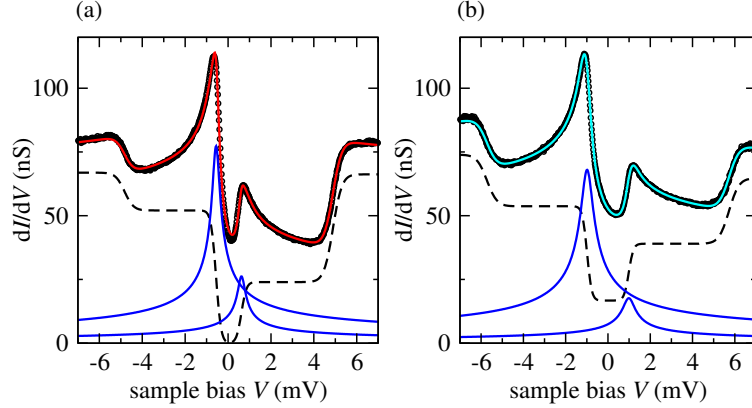 (a)
100
50
0
-6 -4 -2 0 2 4 6
dI/dV (nS)
sample bias V (mV)
(b)
100
50
0
-6 -4 -2 0 2 4 6
dI/dV (nS)
sample bias V (mV)